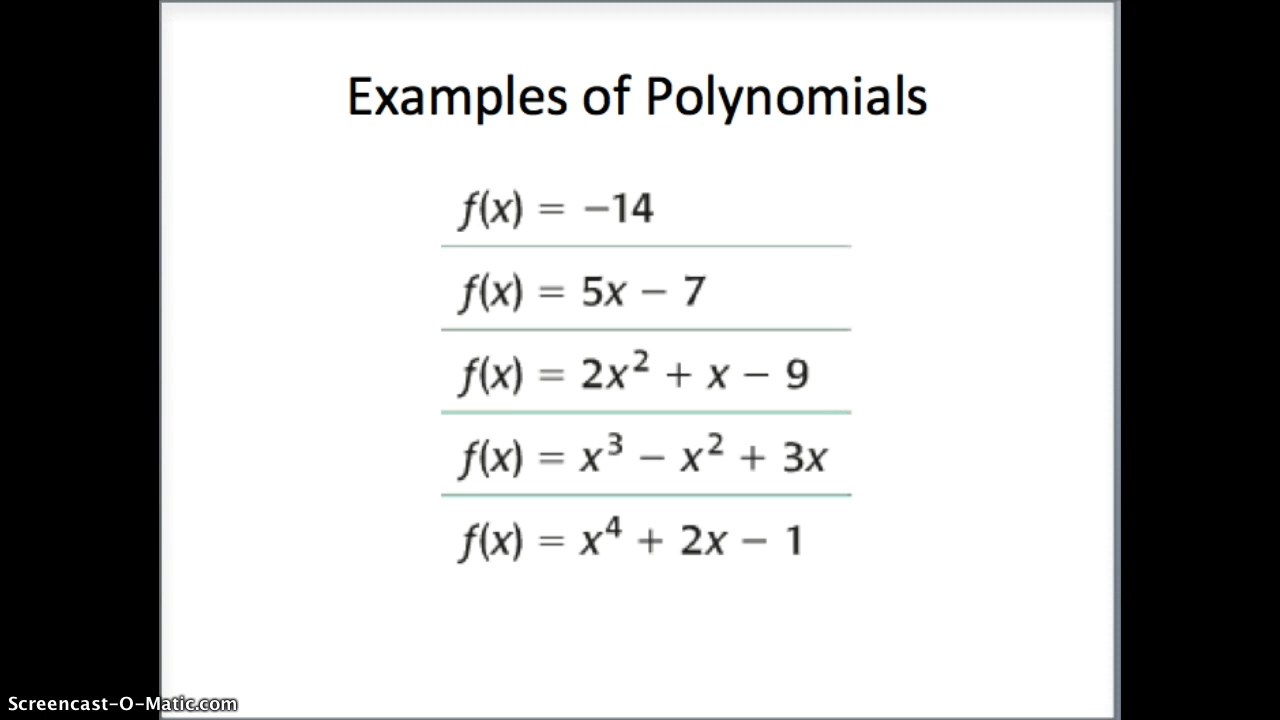 Examples of Polynomials
f(x) = −14
f(x) = 5x − 7
f(x) = 2x² + x − 9
f(x) = x³ − x² + 3x
f(x) = x⁴ + 2x − 1
Screencast-O-Matic.com